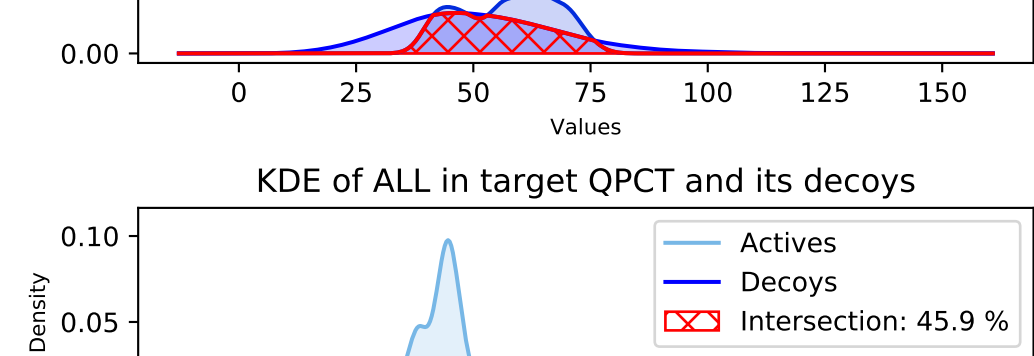 0.00
0 25 50 75 100 125 150
Values
KDE of ALL in target QPCT and its decoys
Density
0.10
0.05
Actives
Decoys
Intersection: 45.9 %